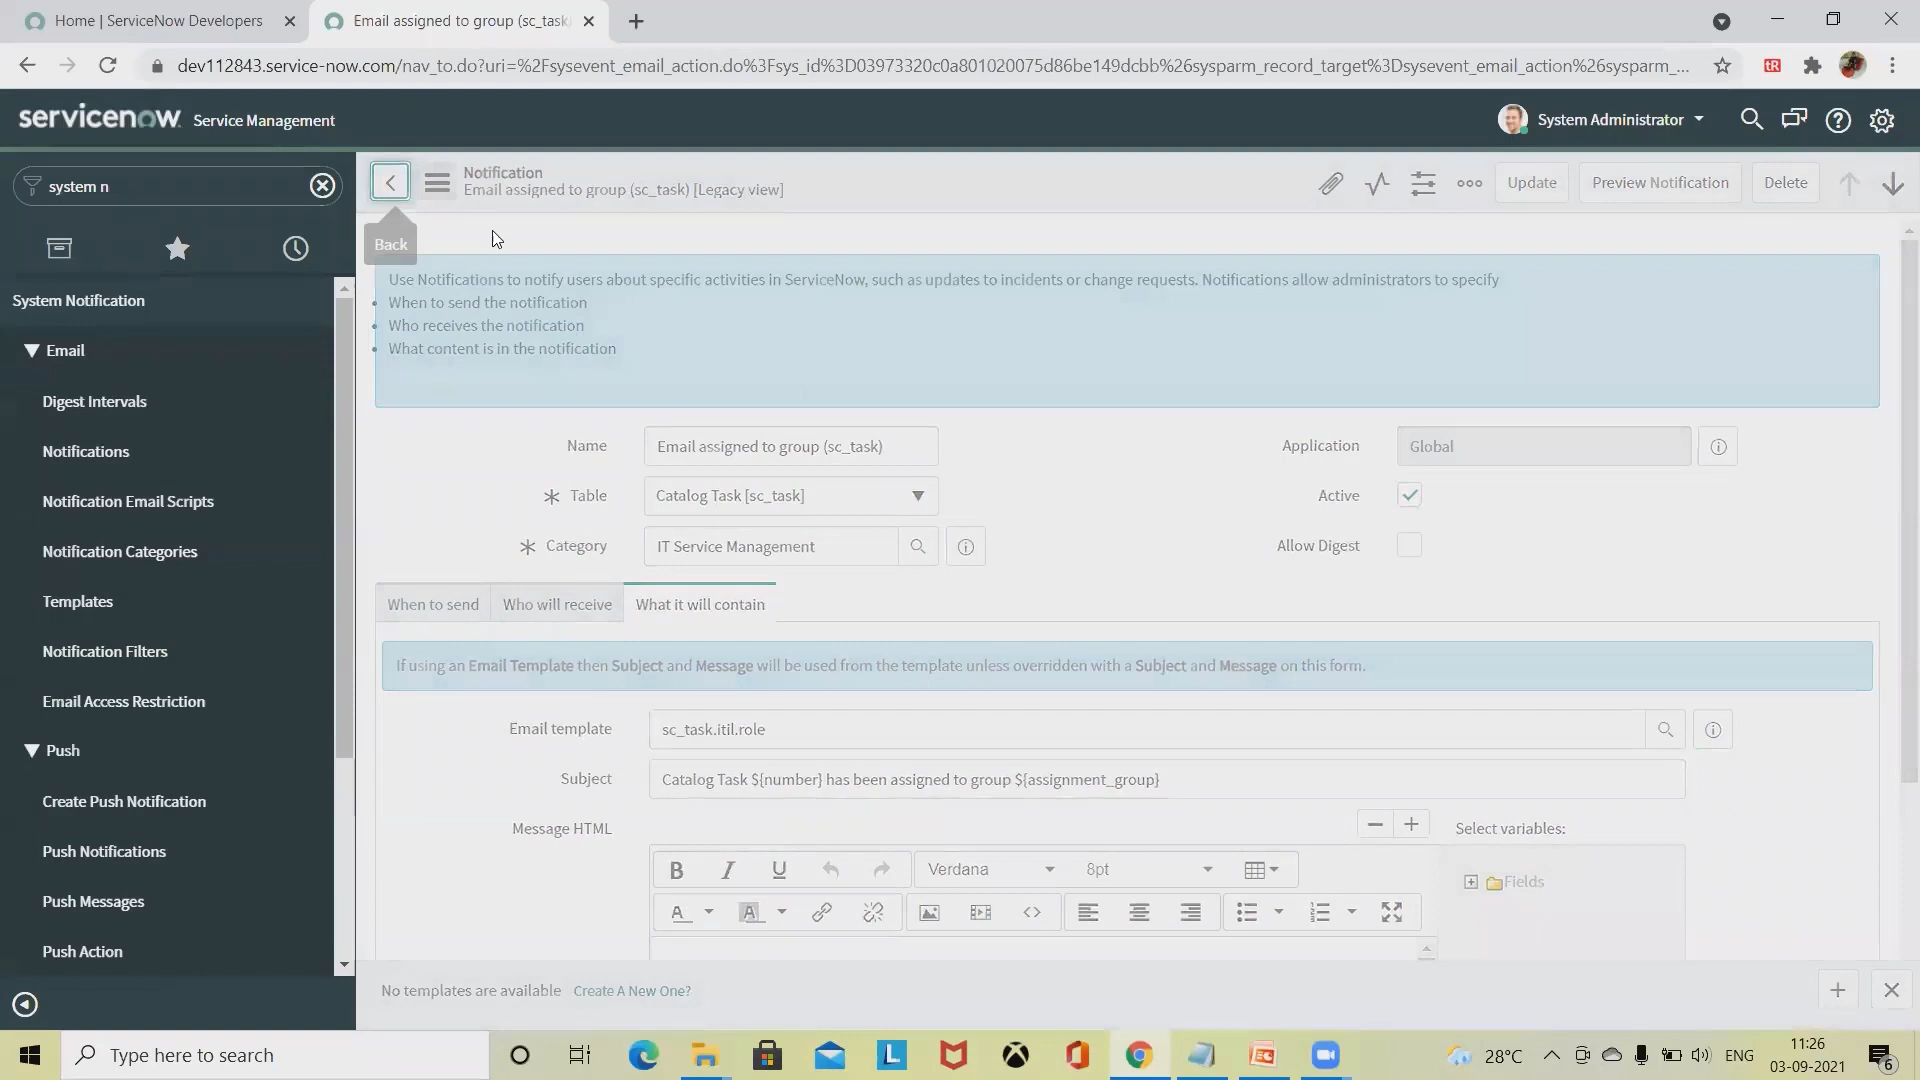 Home | ServiceNow Developers
Email assigned to group (sc_task
dev112843.service-now.com/nav_to.do?uri=%2Fsysevent_email_action.do%3Fsys_id%3D03973320c0a801020075d86be149dcbb%26sysparm_record_target%3Dsysevent_email_action%26sysparm_...
tR
servicenow Service Management
System Administrator
system n
Notification
Email assigned to group (sc_task) [Legacy view]
Update
Preview Notification
Delete
Back
System Notification
Email
Digest Intervals
Notifications
Notification Email Scripts
Notification Categories
Templates
Notification Filters
Email Access Restriction
Push
Create Push Notification
Push Notifications
Push Messages
Push Action
Use Notifications to notify users about specific activities in ServiceNow, such as updates to incidents or change requests. Notifications allow administrators to specify
When to send the notification
Who receives the notification
What content is in the notification
Name
Email assigned to group (sc_task)
Application
Global
Table
Catalog Task [sc_task]
Active
Category
IT Service Management
Allow Digest
When to send
Who will receive
What it will contain
If using an Email Template then Subject and Message will be used from the template unless overridden with a Subject and Message on this form.
Email template
sc_task.itil.role
Subject
Catalog Task ${number} has been assigned to group ${assignment_group}
Message HTML
Select variables:
B I U
Verdana
8pt
A
A
Fields
No templates are available Create A New One?
Type here to search
28°C
ENG
11:26
03-09-2021
6